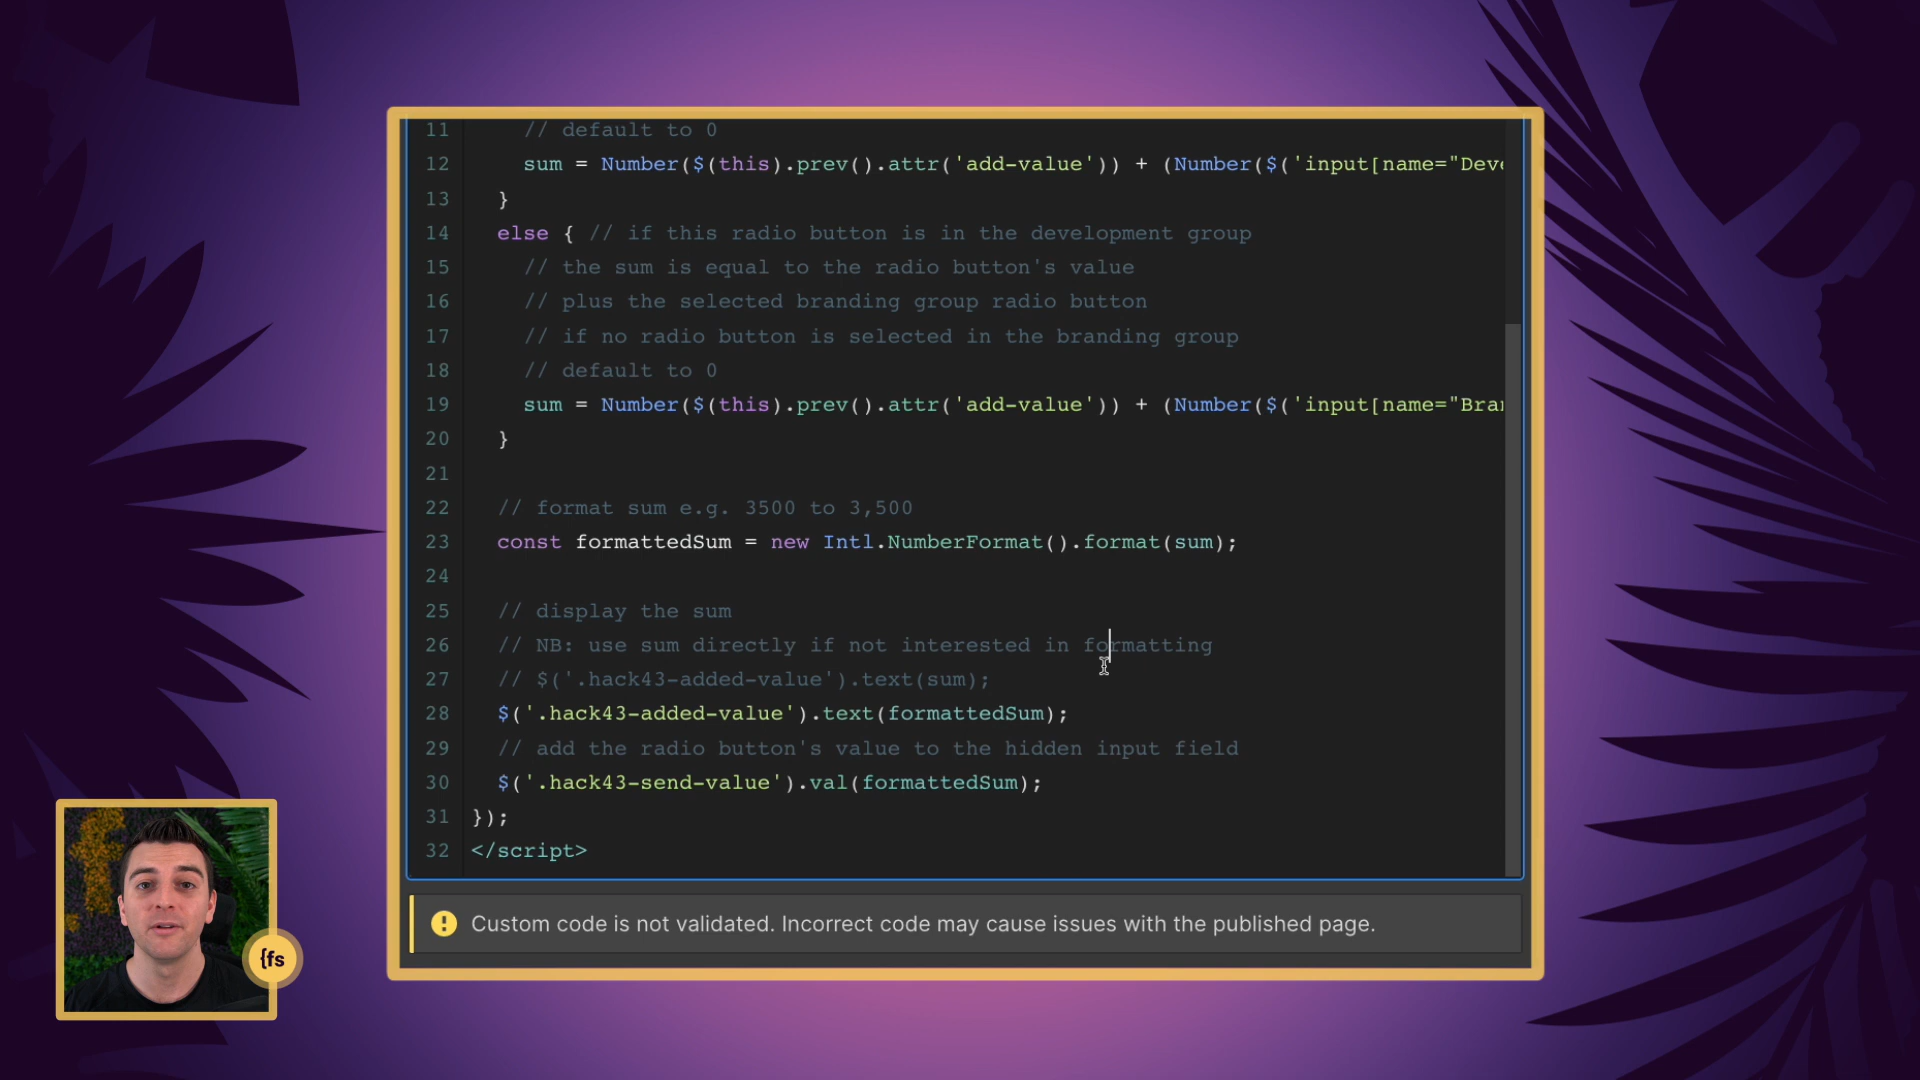 11 // default to 0
12 sum = Number($(this).prev().attr('add-value')) + (Number($('input[name="Deve
13 }
14 else { // if this radio button is in the development group
15 // the sum is equal to the radio button's value
16 // plus the selected branding group radio button
17 // if no radio button is selected in the branding group
18 // default to 0
19 sum = Number($(this).prev().attr('add-value')) + (Number($('input[name="Bran
20 }
21
22 // format sum e.g. 3500 to 3,500
23 const formattedSum = new Intl.NumberFormat().format(sum);
24
25 // display the sum
26 // NB: use sum directly if not interested in formatting
27 // $('.hack43-added-value').text(sum);
28 $('.hack43-added-value').text(formattedSum);
29 // add the radio button's value to the hidden input field
30 $('.hack43-send-value').val(formattedSum);
31 });
32 </script>
Custom code is not validated. Incorrect code may cause issues with the published page.
{fs